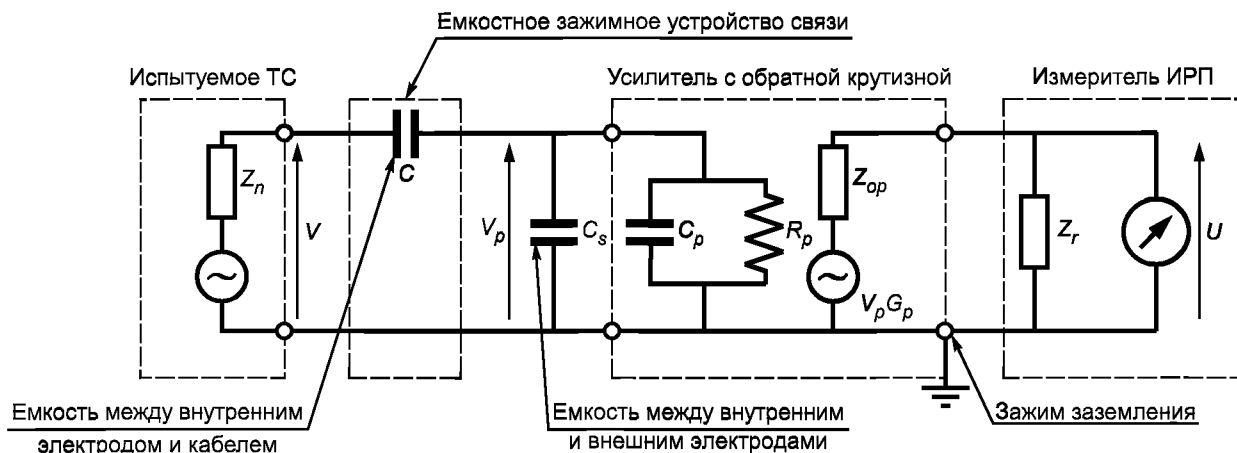 Емкостное зажимное устройство связи
Испытуемое ТС
Усилитель с обратной крутизной
Измеритель ИРП
Z_n
V
C
V_p
C_s
C_p
R_p
Z_op
V_pG_p
Z_r
U
Емкость между внутренним
электродом и кабелем
Емкость между внутренним
и внешним электродами
Зажим заземления